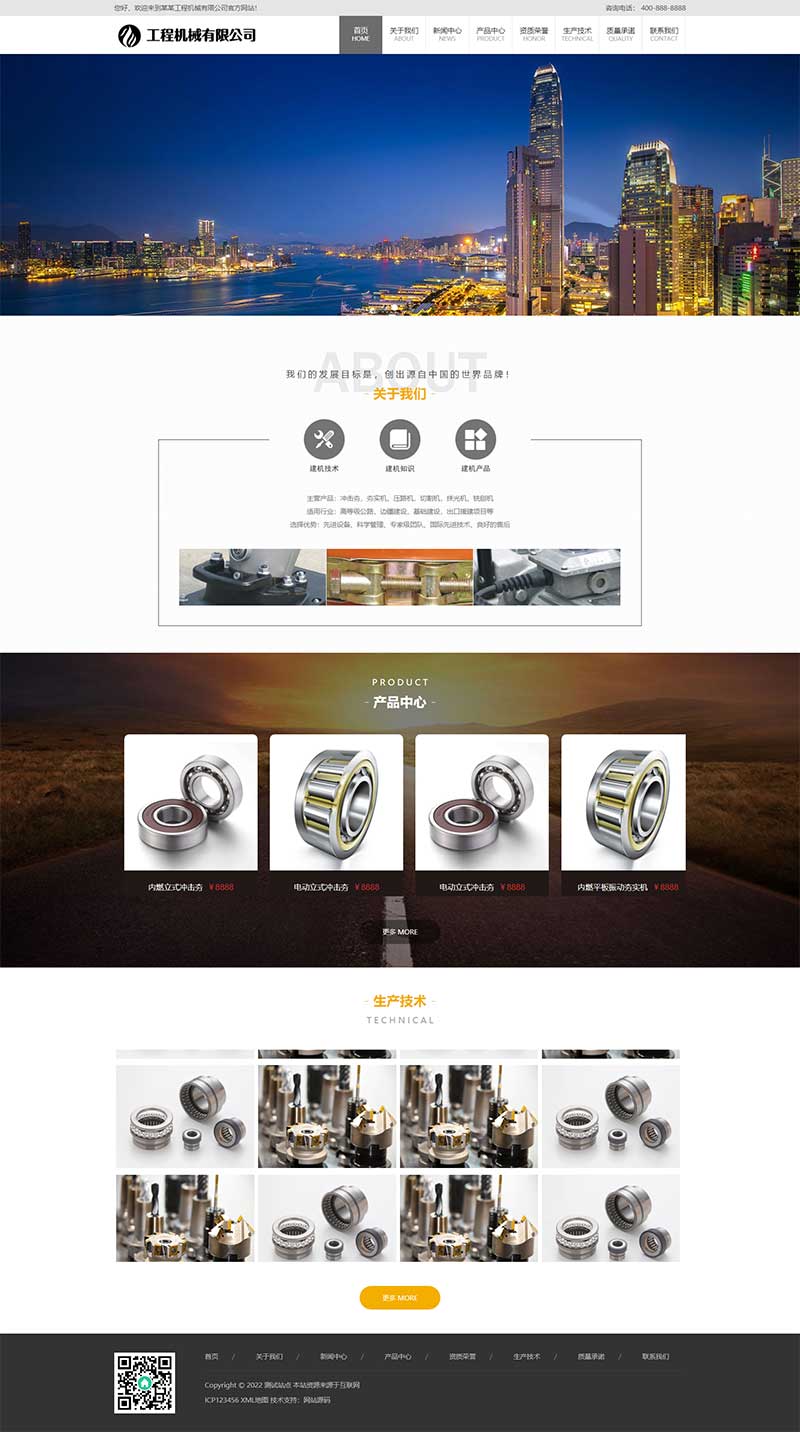 您好，欢迎来到某某工程机械有限公司官方网站！
咨询电话： 400-888-8888
工程机械有限公司
首页 关于我们 新闻中心 产品中心 资质荣誉 生产技术 质量承诺 联系我们
HOME ABOUT NEWS PRODUCT HONOR TECHNICAL QUALITY CONTACT
ABOUT
我们的发展目标是，创出源自中国的世界品牌！
- 关于我们 -
建机技术 建机知识 建机产品
主营产品：冲击夯、夯实机、压路机、切割机、抹光机、铣刨机
适用行业：高等级公路、边疆建设、基础建设、出口援建项目等
选择优势：先进设备、科学管理、专家级团队、国际先进技术、良好的售后
PRODUCT
- 产品中心 -
内燃立式冲击夯 ￥8888
电动立式冲击夯 ￥8888
电动立式冲击夯 ￥8888
内燃平板振动夯实机 ￥8888
更多 MORE
- 生产技术 -
TECHNICAL
更多 MORE
首页 / 关于我们 / 新闻中心 / 产品中心 / 资质荣誉 / 生产技术 / 质量承诺 / 联系我们
Copyright © 2022 测试站点 本站资源来源于互联网
ICP123456 XML地图 技术支持：网站源码